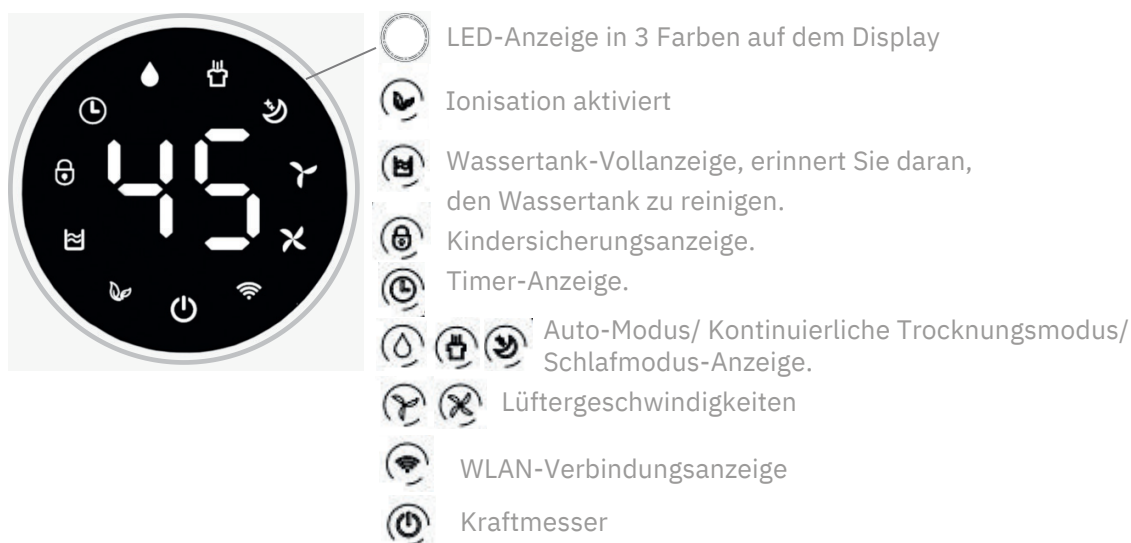 45
LED-Anzeige in 3 Farben auf dem Display
Ionisation aktiviert
Wassertank-Vollanzeige, erinnert Sie daran,
den Wassertank zu reinigen.
Kindersicherungsanzeige.
Timer-Anzeige.
Auto-Modus/ Kontinuierliche Trocknungsmodus/
Schlafmodus-Anzeige.
Lüftergeschwindigkeiten
WLAN-Verbindungsanzeige
Kraftmesser